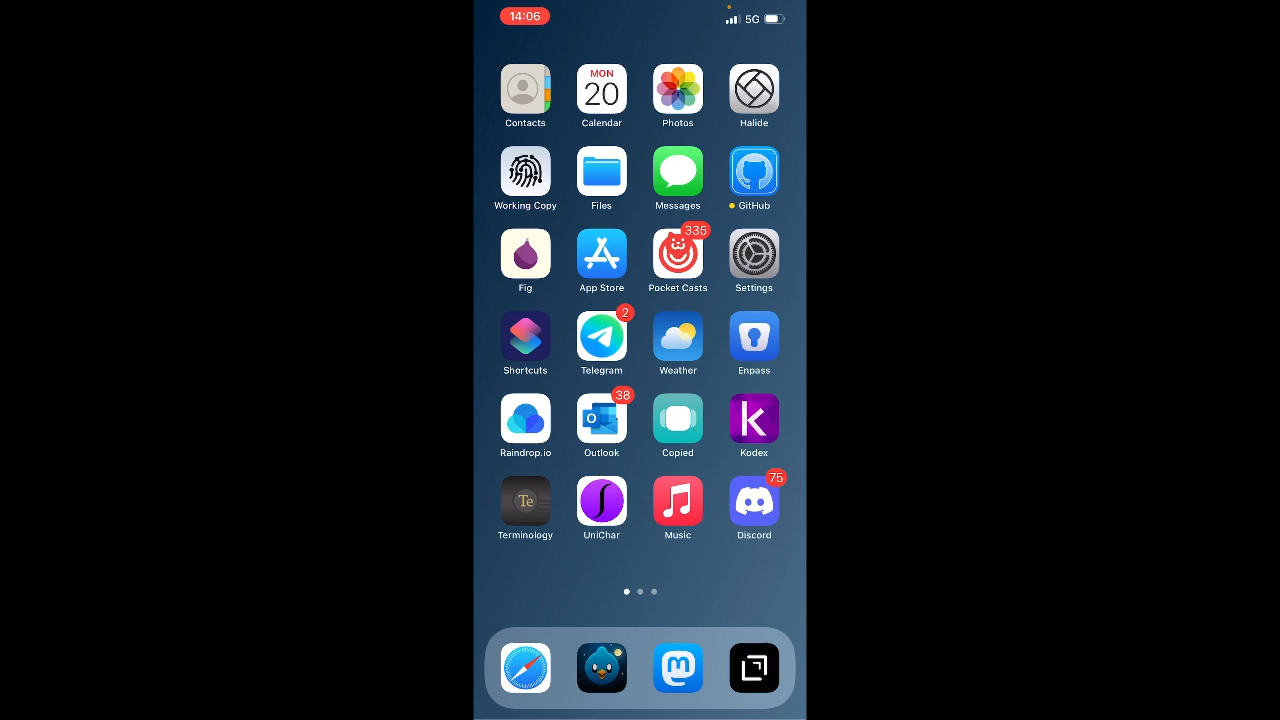 14:06 5G
MON
20
Contacts Calendar Photos Halide
Working Copy Files Messages GitHub
335
Fig App Store Pocket Casts Settings
2
Shortcuts Telegram Weather Enpass
38
O k
Raindrop.io Outlook Copied Kodex
75
Te
Terminology UniChar Music Discord
m